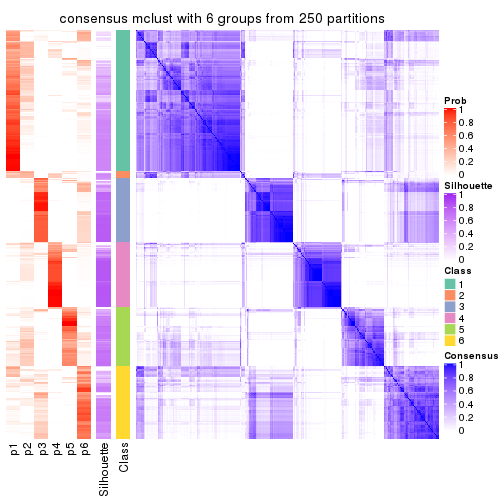 consensus mclust with 6 groups from 250 partitions
Prob
1
0.8
0.6
0.4
0.2
0
Silhouette
1
0.8
0.6
0.4
0.2
0
Class
1
2
3
4
5
6
Consensus
1
0.8
0.6
0.4
0.2
0
p1
p2
p3
p4
p5
p6
Silhouette
Class